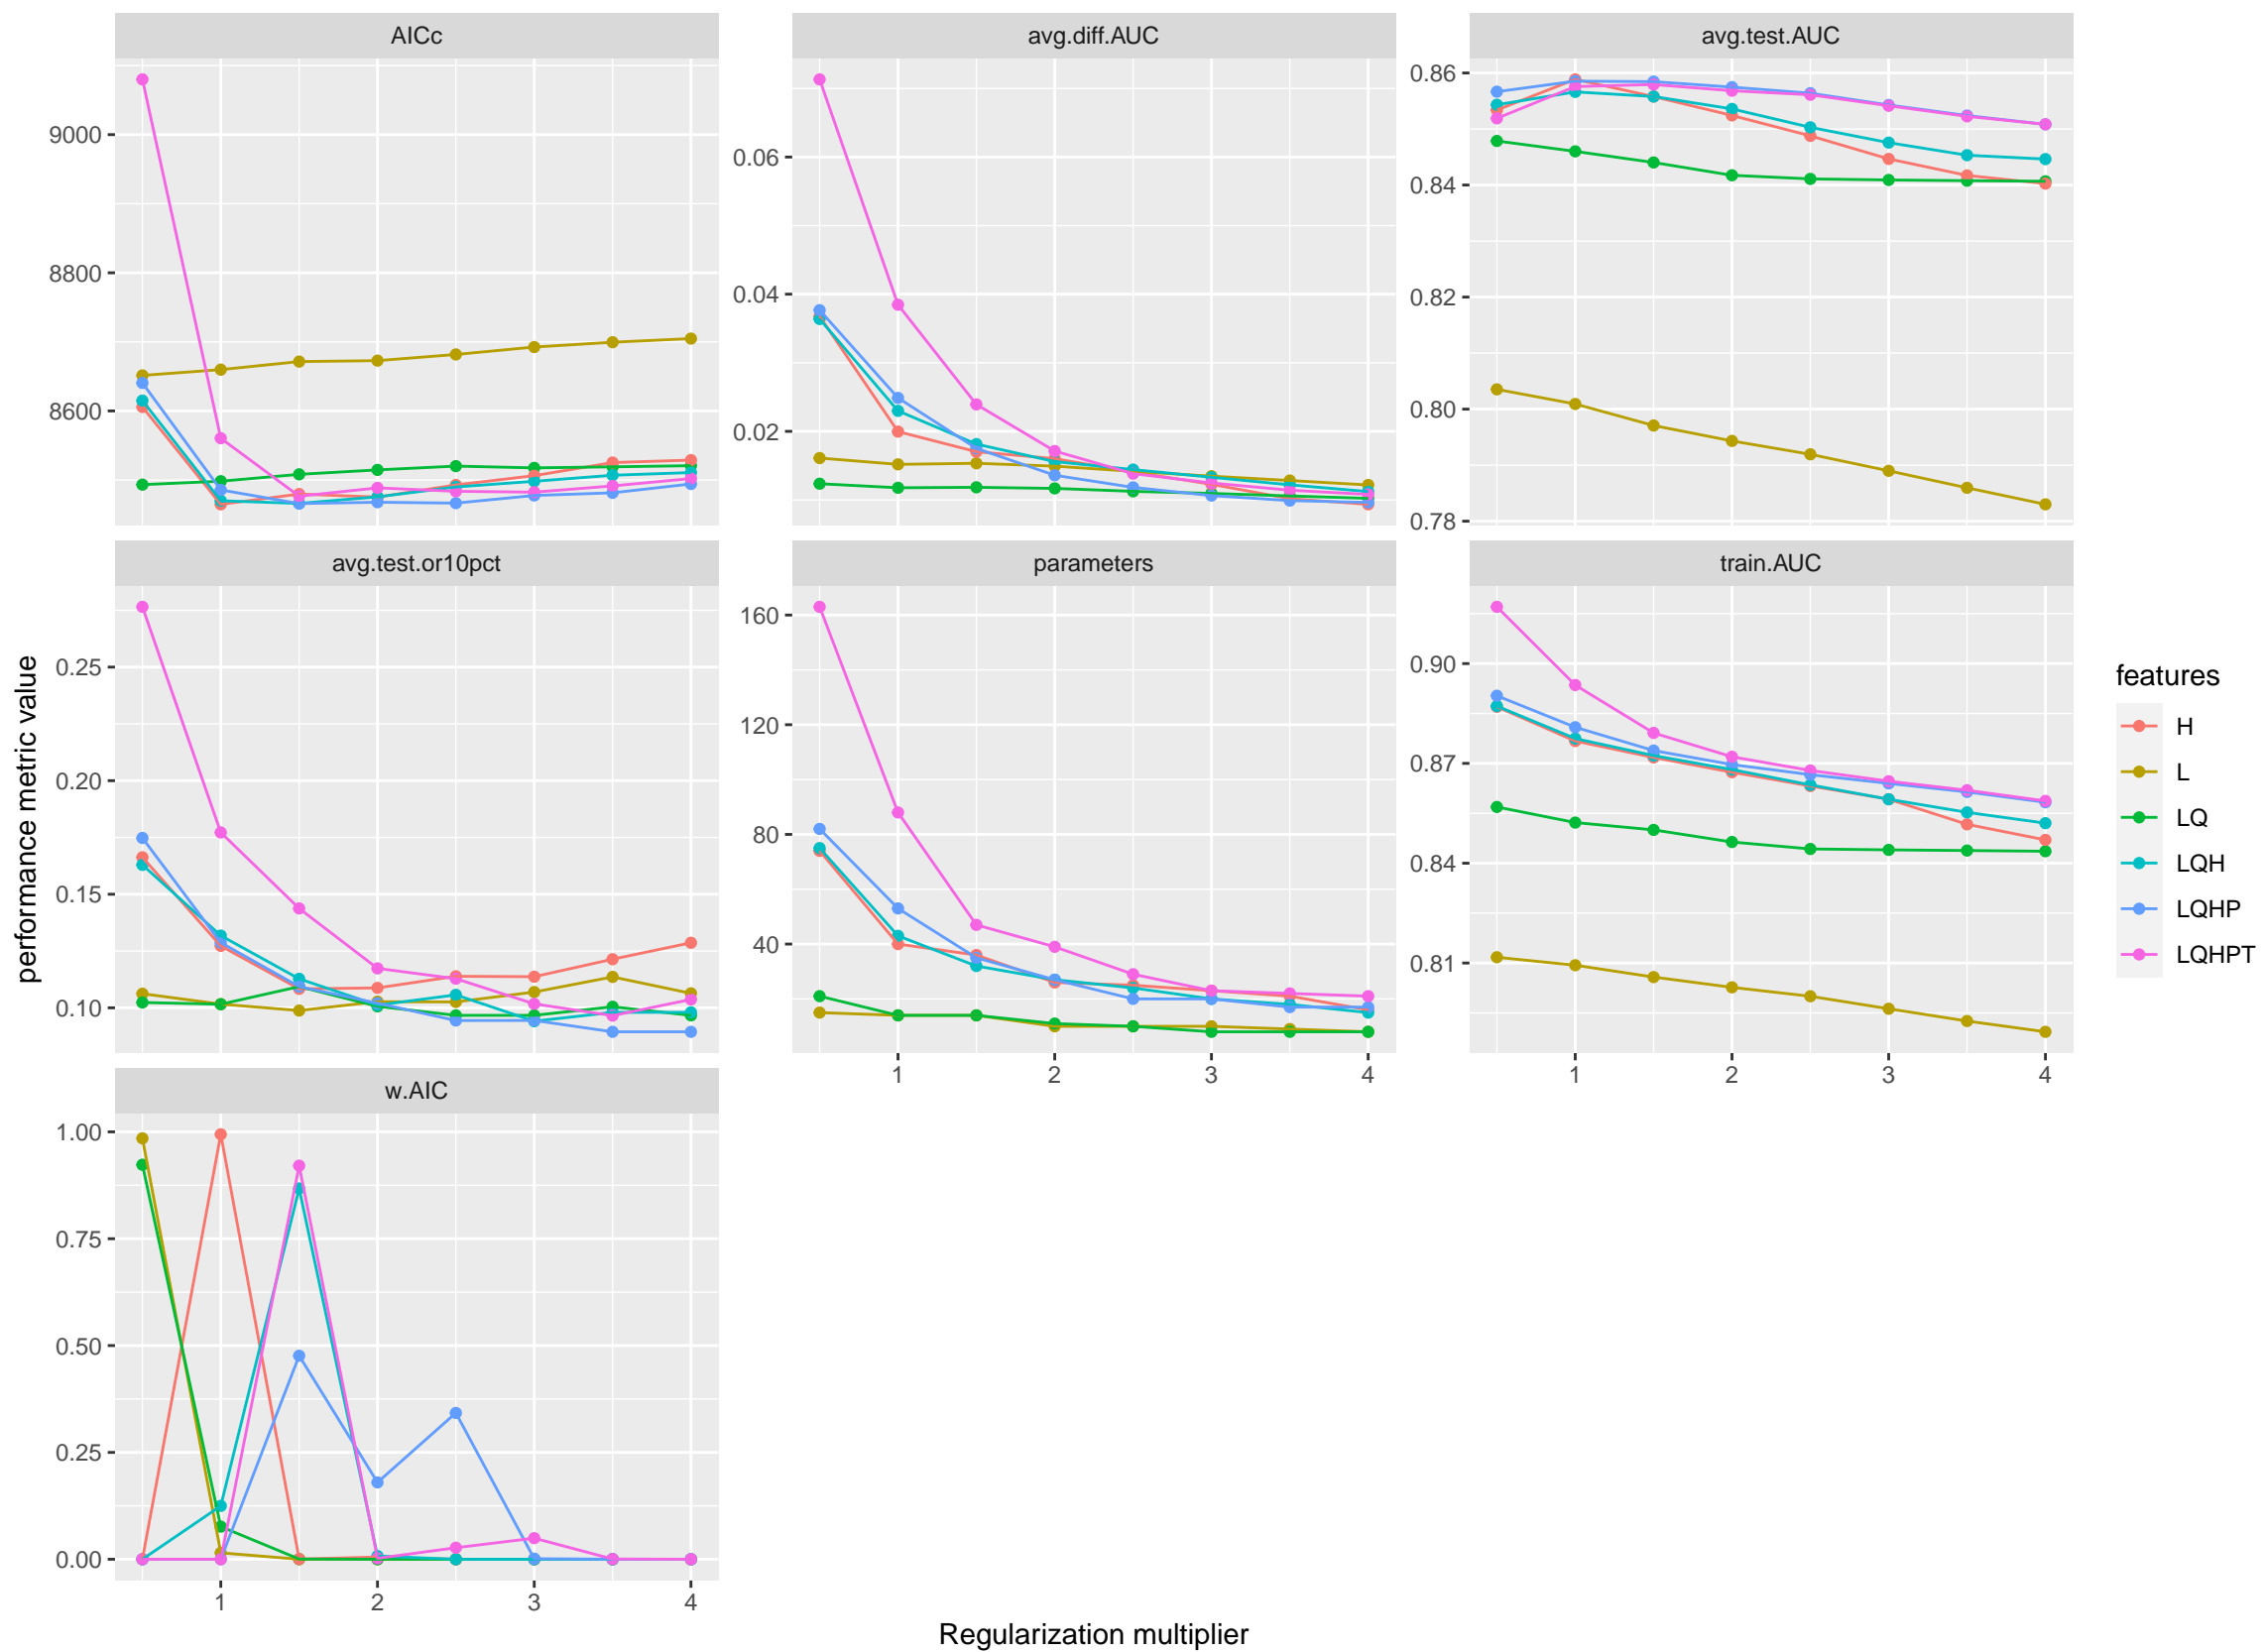 AICc
avg.diff.AUC
avg.test.AUC
9000
8800
8600
0.06
0.04
0.02
0.86
0.84
0.82
0.80
0.78
avg.test.or10pct
parameters
train.AUC
0.25
0.20
0.15
0.10
160
120
80
40
0.90
0.87
0.84
0.81
1 2 3 4
1 2 3 4
w.AIC
1.00
0.75
0.50
0.25
0.00
1 2 3 4
performance metric value
Regularization multiplier
features
H
L
LQ
LQH
LQHP
LQHPT